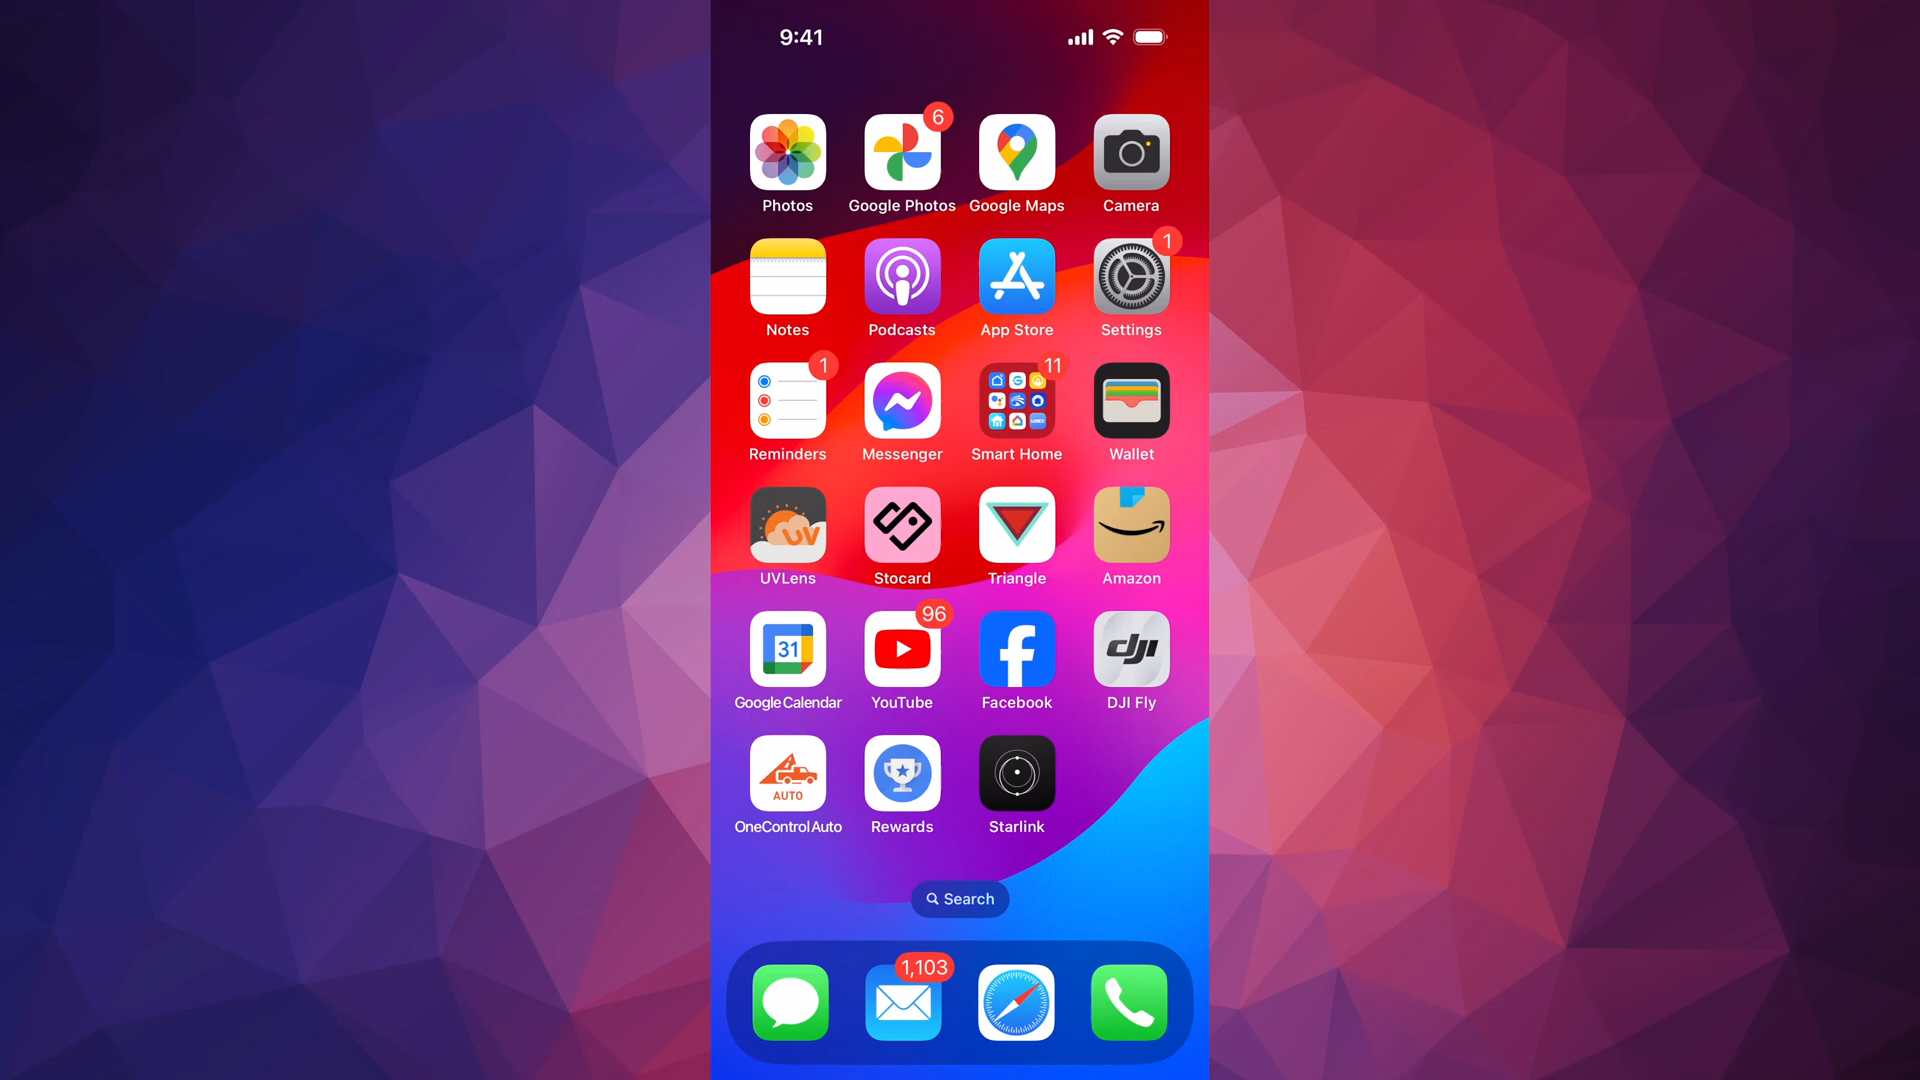 9:41
6
Photos Google Photos Google Maps Camera
1
Notes Podcasts App Store Settings
1 11
Reminders Messenger Smart Home Wallet
UV
UVLens Stocard Triangle Amazon
96
31 f dji
Google Calendar YouTube Facebook DJI Fly
AUTO
OneControl Auto Rewards Starlink
Search
1,103